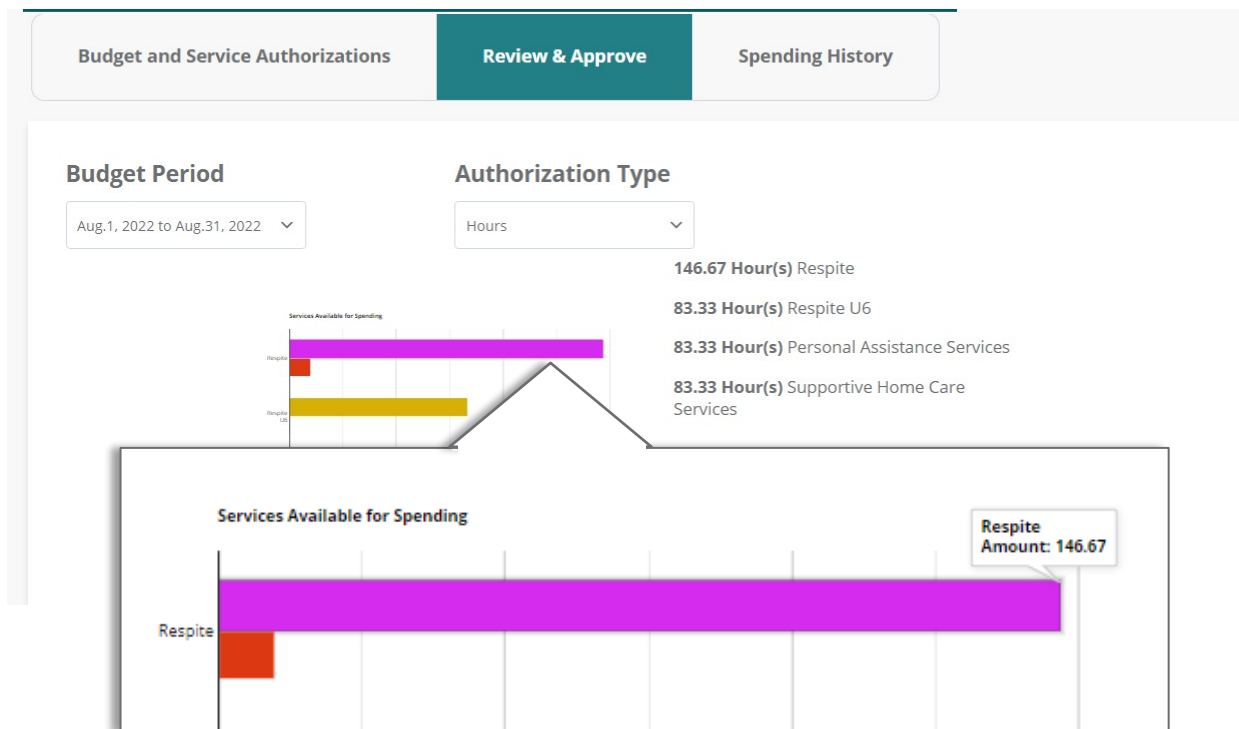 Budget and Service Authorizations
Review & Approve
Spending History
Budget Period
Authorization Type
Aug.1, 2022 to Aug.31, 2022
Hours
146.67 Hour(s) Respite
83.33 Hour(s) Respite U6
83.33 Hour(s) Personal Assistance Services
83.33 Hour(s) Supportive Home Care
Services
Services Available for Spending
Respite
Respite
U6
Services Available for Spending
Respite
Amount: 146.67
Respite